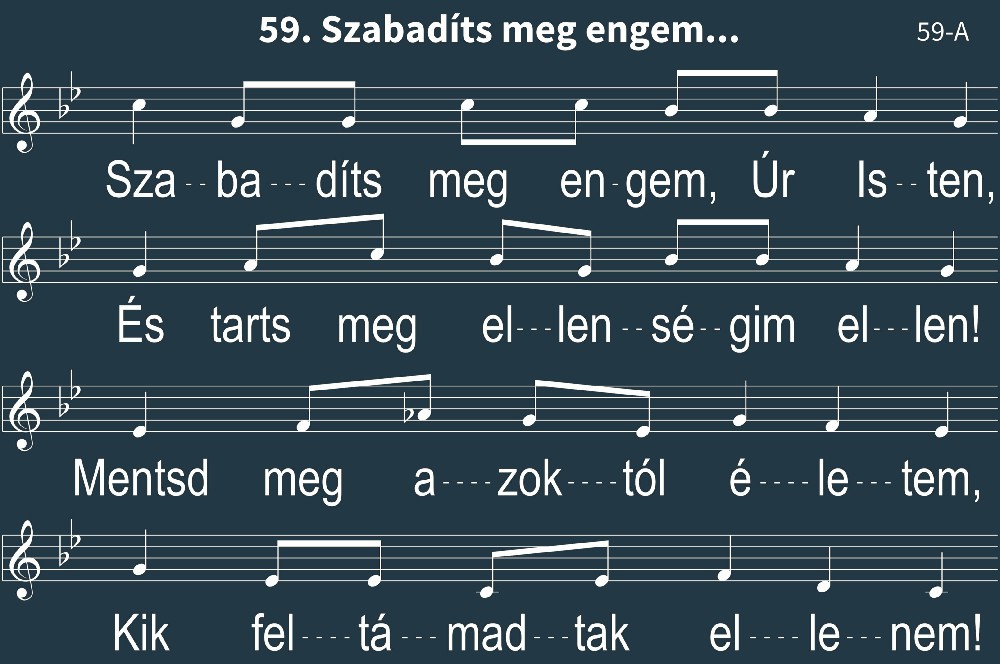 59. Szabadíts meg engem...
59-A
Sza--ba---díts meg en-gem, Úr Is--ten,
És tarts meg el---len--sé--gim el---len!
Mentsd meg a----zok----tól é----le---tem,
Kik fel----tá---mad---tak el----le---nem!